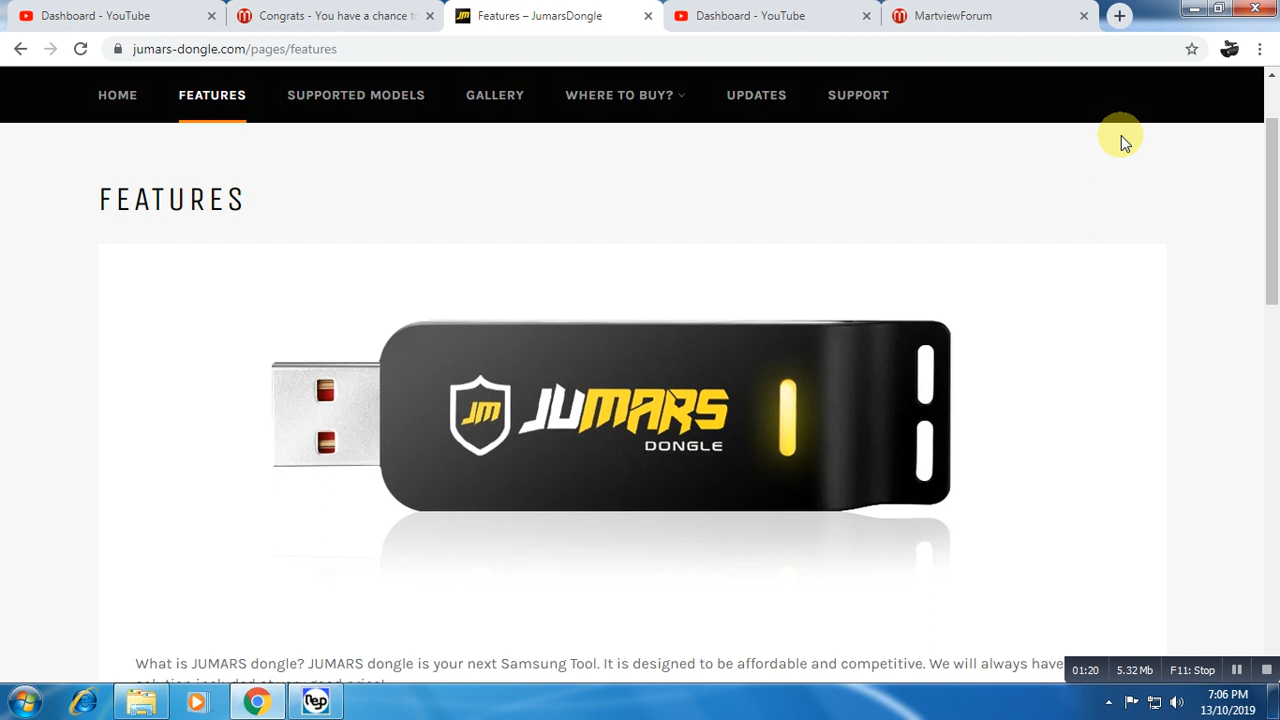 Dashboard - YouTube
Congrats - You have a chance t
Features – JumarsDongle
Dashboard - YouTube
MartviewForum
jumars-dongle.com/pages/features
HOME
FEATURES
SUPPORTED MODELS
GALLERY
WHERE TO BUY?
UPDATES
SUPPORT
FEATURES
JM
JUMARS
DONGLE
What is JUMARS dongle? JUMARS dongle is your next Samsung Tool. It is designed to be affordable and competitive. We will always have
01:20
5.32 Mb
F11: Stop
7:06 PM
13/10/2019